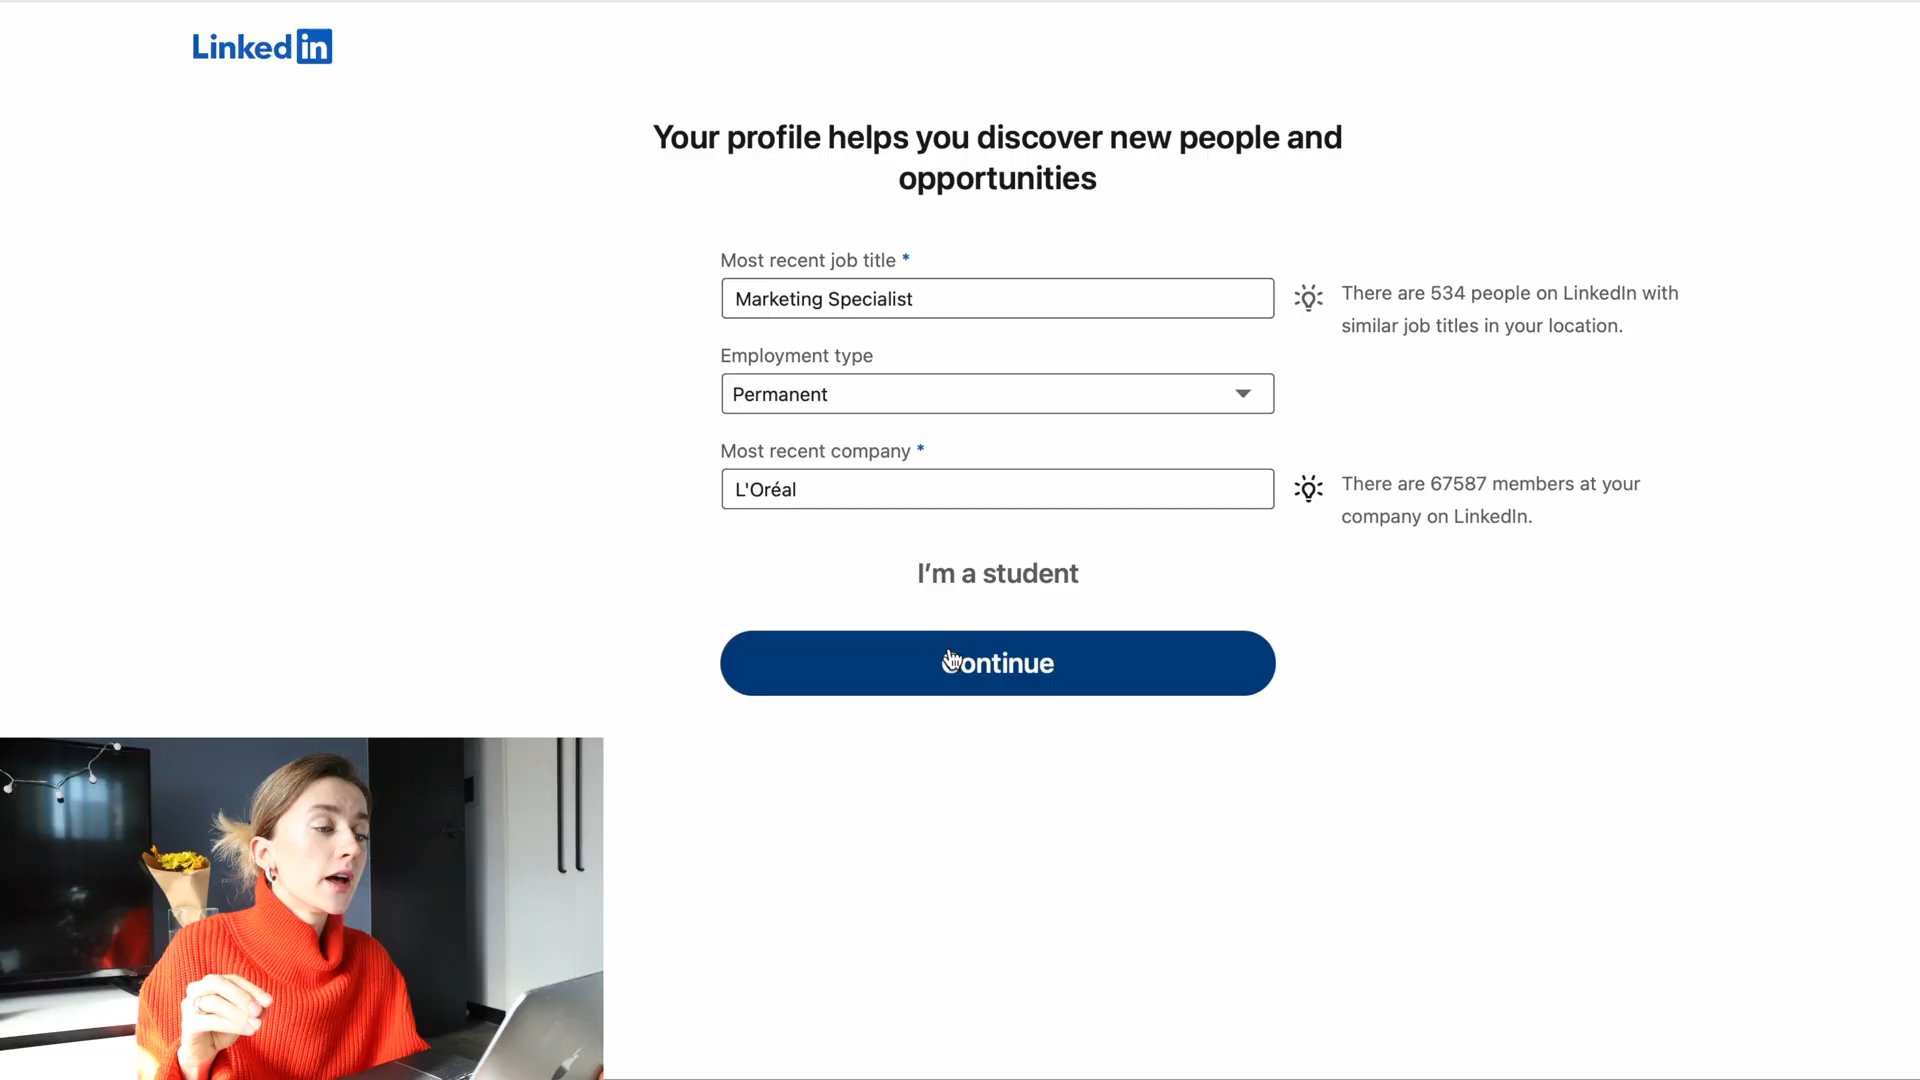 Linked in
Your profile helps you discover new people and
opportunities
Most recent job title *
Marketing Specialist
There are 534 people on LinkedIn with
similar job titles in your location.
Employment type
Permanent
Most recent company *
L'Oréal
There are 67587 members at your
company on LinkedIn.
I'm a student
Continue